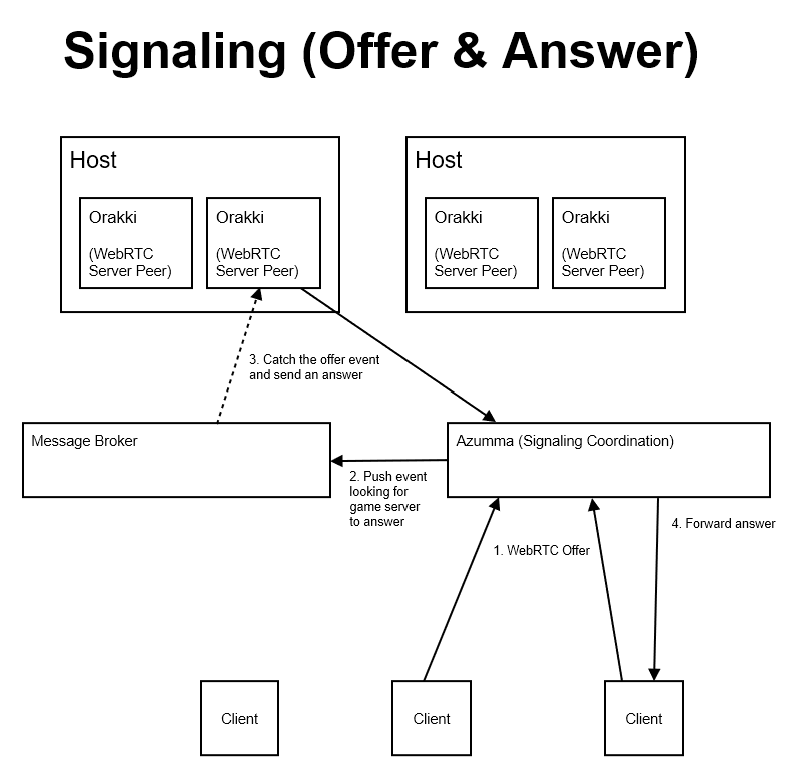 Signaling (Offer & Answer)
Host
Orakki
(WebRTC
Server Peer)
Orakki
(WebRTC
Server Peer)
Host
Orakki
(WebRTC
Server Peer)
Orakki
(WebRTC
Server Peer)
3. Catch the offer event
and send an answer
Message Broker
Azumma (Signaling Coordination)
2. Push event
looking for
game server
to answer
1. WebRTC Offer
4. Forward answer
Client
Client
Client